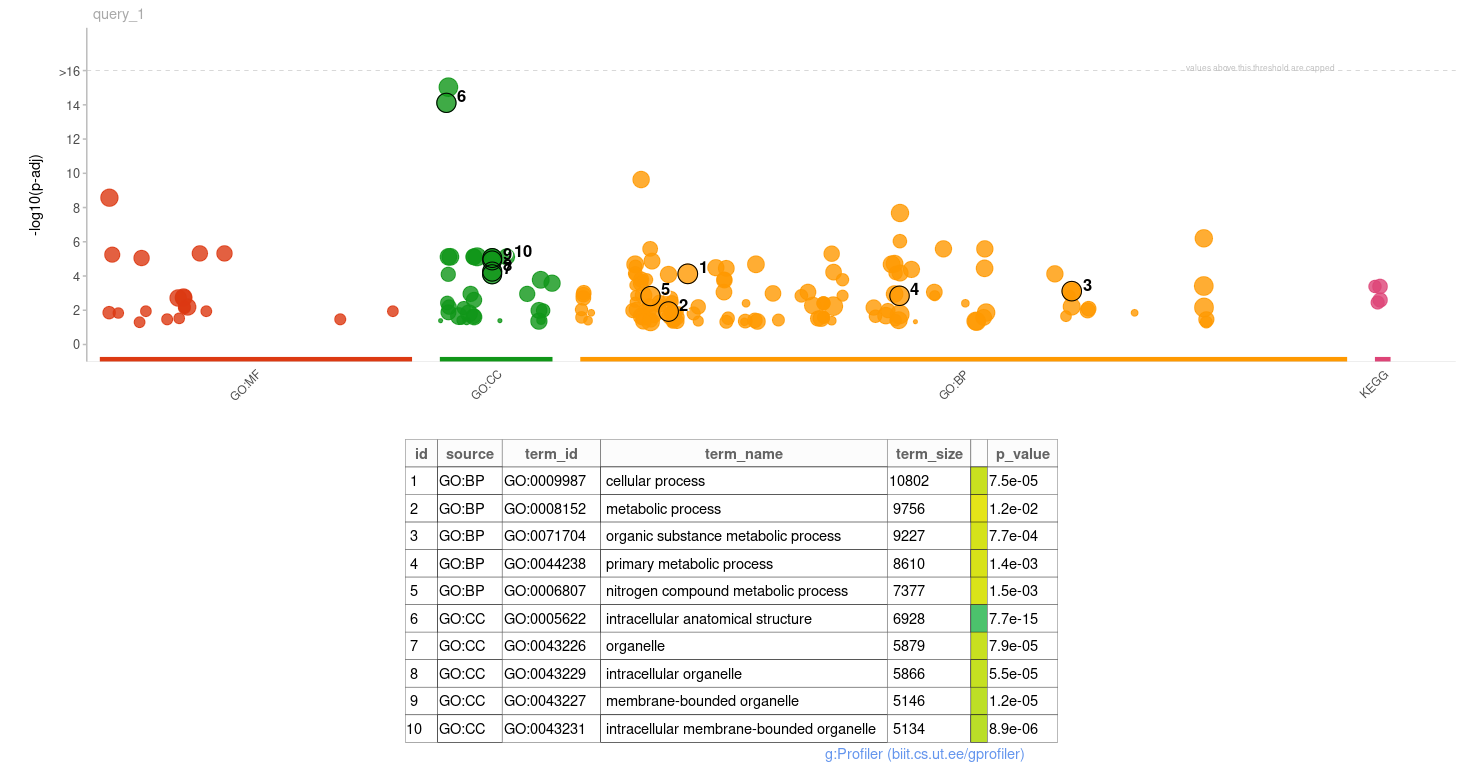 query_1
values above this threshold are capped
-log10(p-adj)
>16
14
12
10
8
6
4
2
0
6
9
10
8
7
1
5
2
4
3
GO:MF
GO:CC
GO:BP
KEGG
id source term_id term_name term_size p_value
1 GO:BP GO:0009987 cellular process 10802 7.5e-05
2 GO:BP GO:0008152 metabolic process 9756 1.2e-02
3 GO:BP GO:0071704 organic substance metabolic process 9227 7.7e-04
4 GO:BP GO:0044238 primary metabolic process 8610 1.4e-03
5 GO:BP GO:0006807 nitrogen compound metabolic process 7377 1.5e-03
6 GO:CC GO:0005622 intracellular anatomical structure 6928 7.7e-15
7 GO:CC GO:0043226 organelle 5879 7.9e-05
8 GO:CC GO:0043229 intracellular organelle 5866 5.5e-05
9 GO:CC GO:0043227 membrane-bounded organelle 5146 1.2e-05
10 GO:CC GO:0043231 intracellular membrane-bounded organelle 5134 8.9e-06
g:Profiler (biit.cs.ut.ee/gprofiler)